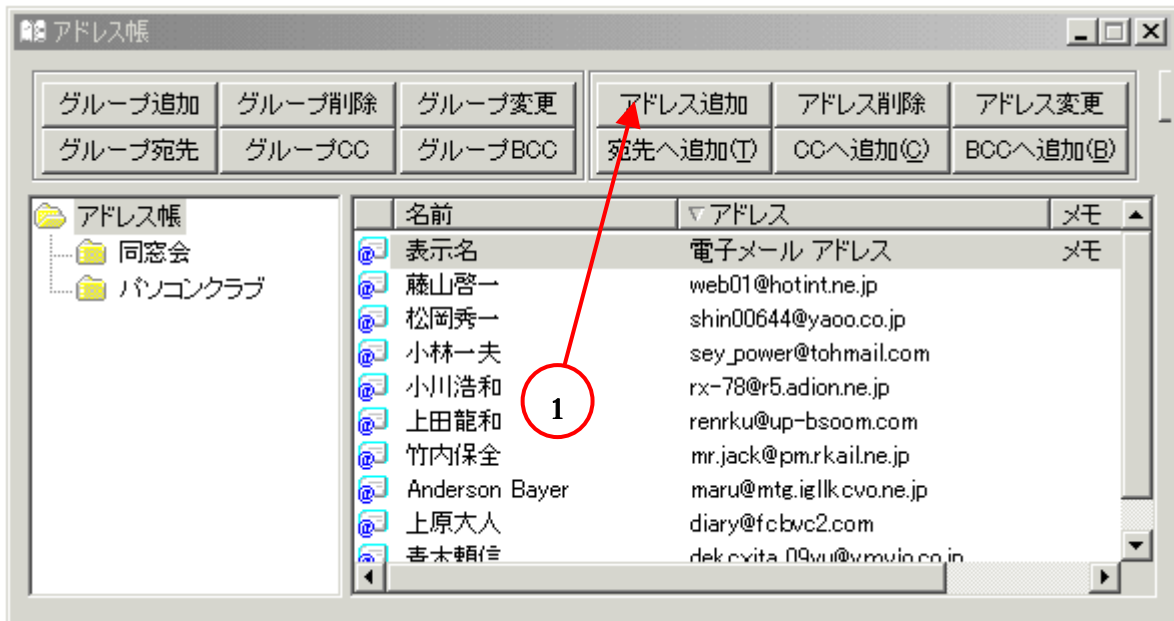 アドレス帳
グループ追加 グループ削除 グループ変更 アドレス追加 アドレス削除 アドレス変更
グループ宛先 グループCC グループBCC 宛先へ追加(T) CCへ追加(C) BCCへ追加(B)
アドレス帳
同窓会
パソコンクラブ
名前 アドレス メモ
表示名 電子メール アドレス メモ
藤山啓一 web01@hotint.ne.jp
松岡秀一 shin00644@yaoo.co.jp
小林一夫 sey_power@tohmail.com
小川浩和 rx-78@r5.adion.ne.jp
上田龍和 renrku@up-bsoom.com
竹内保全 mr.jack@pm.rkail.ne.jp
Anderson Bayer maru@mtg.igllk.cvo.ne.jp
上原大人 diary@fcbvc2.com
青木頼信
1